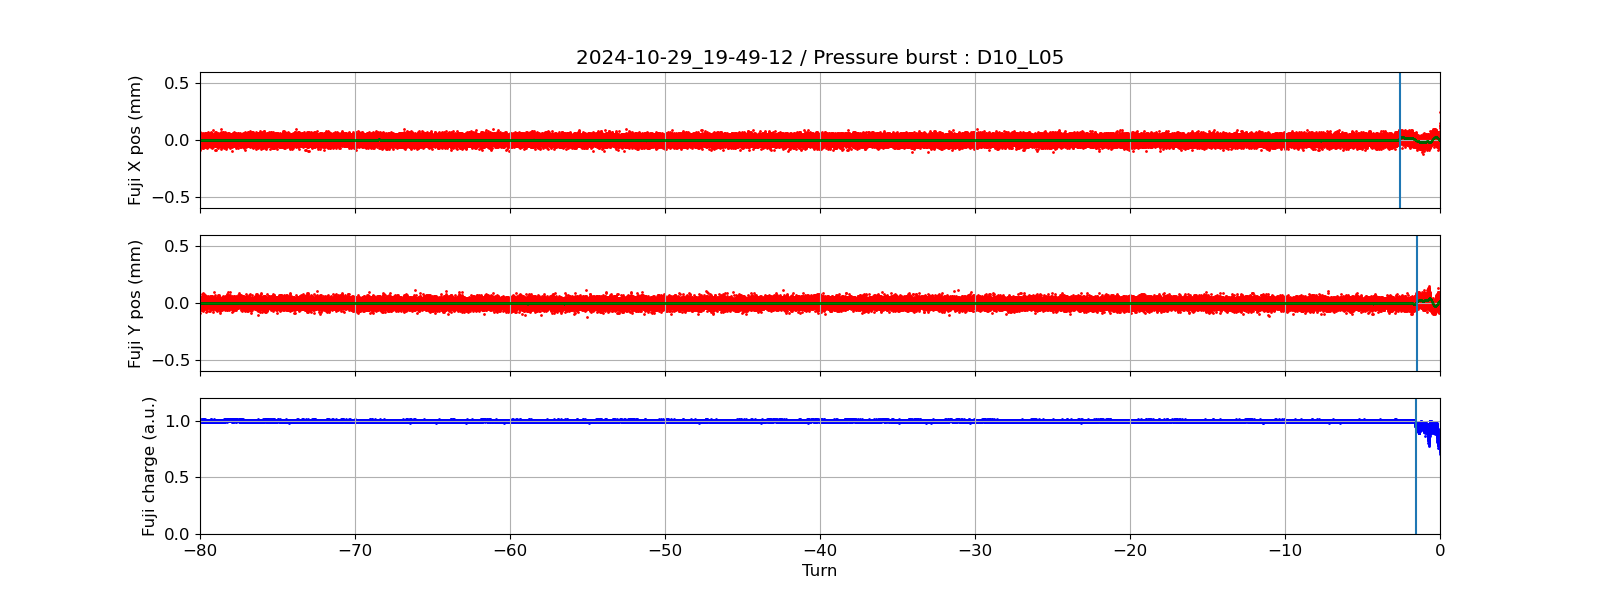 2024-10-29_19-49-12 / Pressure burst : D10_L05
Fuji X pos (mm)
0.5
0.0
−0.5
Fuji Y pos (mm)
0.5
0.0
−0.5
Fuji charge (a.u.)
1.0
0.5
0.0
−80 −70 −60 −50 −40 −30 −20 −10 0
Turn